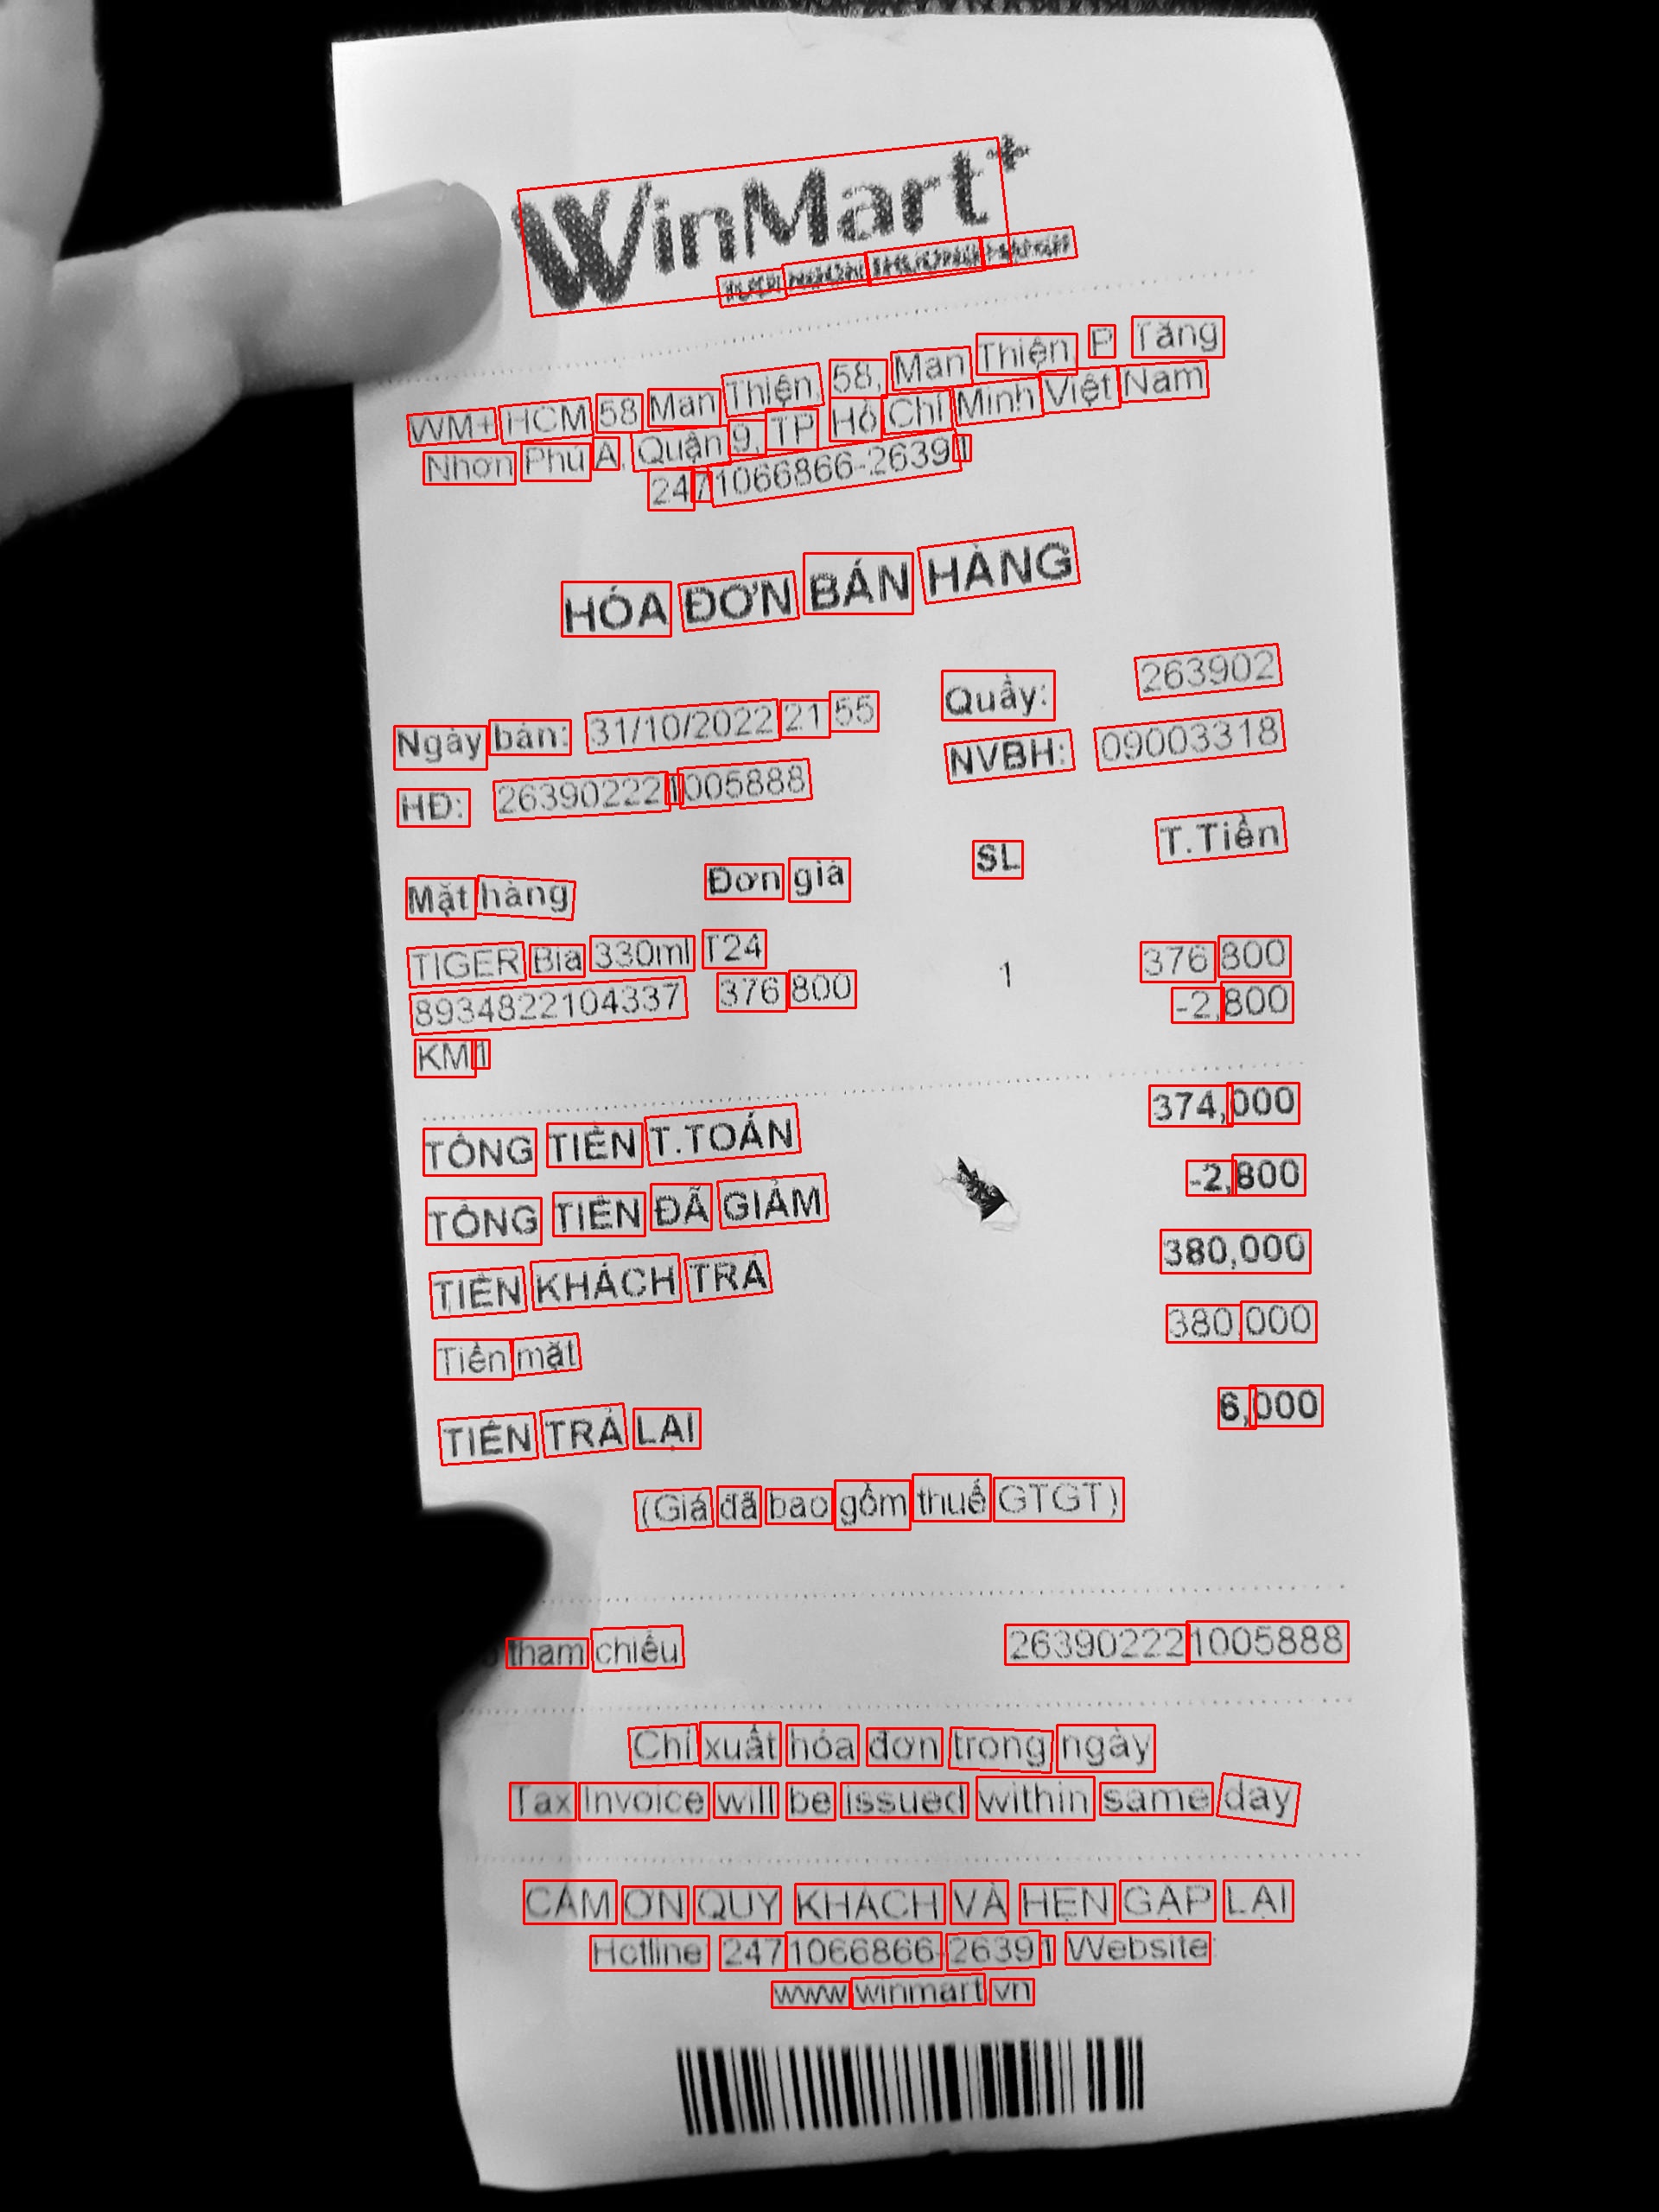 WinMart+
WM+ HCM 58 Man Thiện, 58, Man Thiện, P. Tăng
Nhơn Phú A, Quận 9, TP. Hồ Chí Minh, Việt Nam
2471066866-26391
HÓA ĐƠN BÁN HÀNG
Ngày bán: 31/10/2022 21:55 Quầy: 263902
HĐ: 263902221005888 NVBH: 09003318
Mặt hàng Đơn giá SL T.Tiền
TIGER Bia 330ml T24
8934822104337 376,800 1 376,800
KM1 -2,800
TỔNG TIỀN T.TOÁN 374,000
TỔNG TIỀN ĐÃ GIẢM -2,800
TIỀN KHÁCH TRẢ 380,000
Tiền mặt 380,000
TIỀN TRẢ LẠI 6,000
(Giá đã bao gồm thuế GTGT)
tham chiếu 263902221005888
Chỉ xuất hóa đơn trong ngày
Tax Invoice will be issued within same day
CẢM ƠN QUÝ KHÁCH VÀ HẸN GẶP LẠI
Hotline: 2471066866-26391 Website:
www.winmart.vn